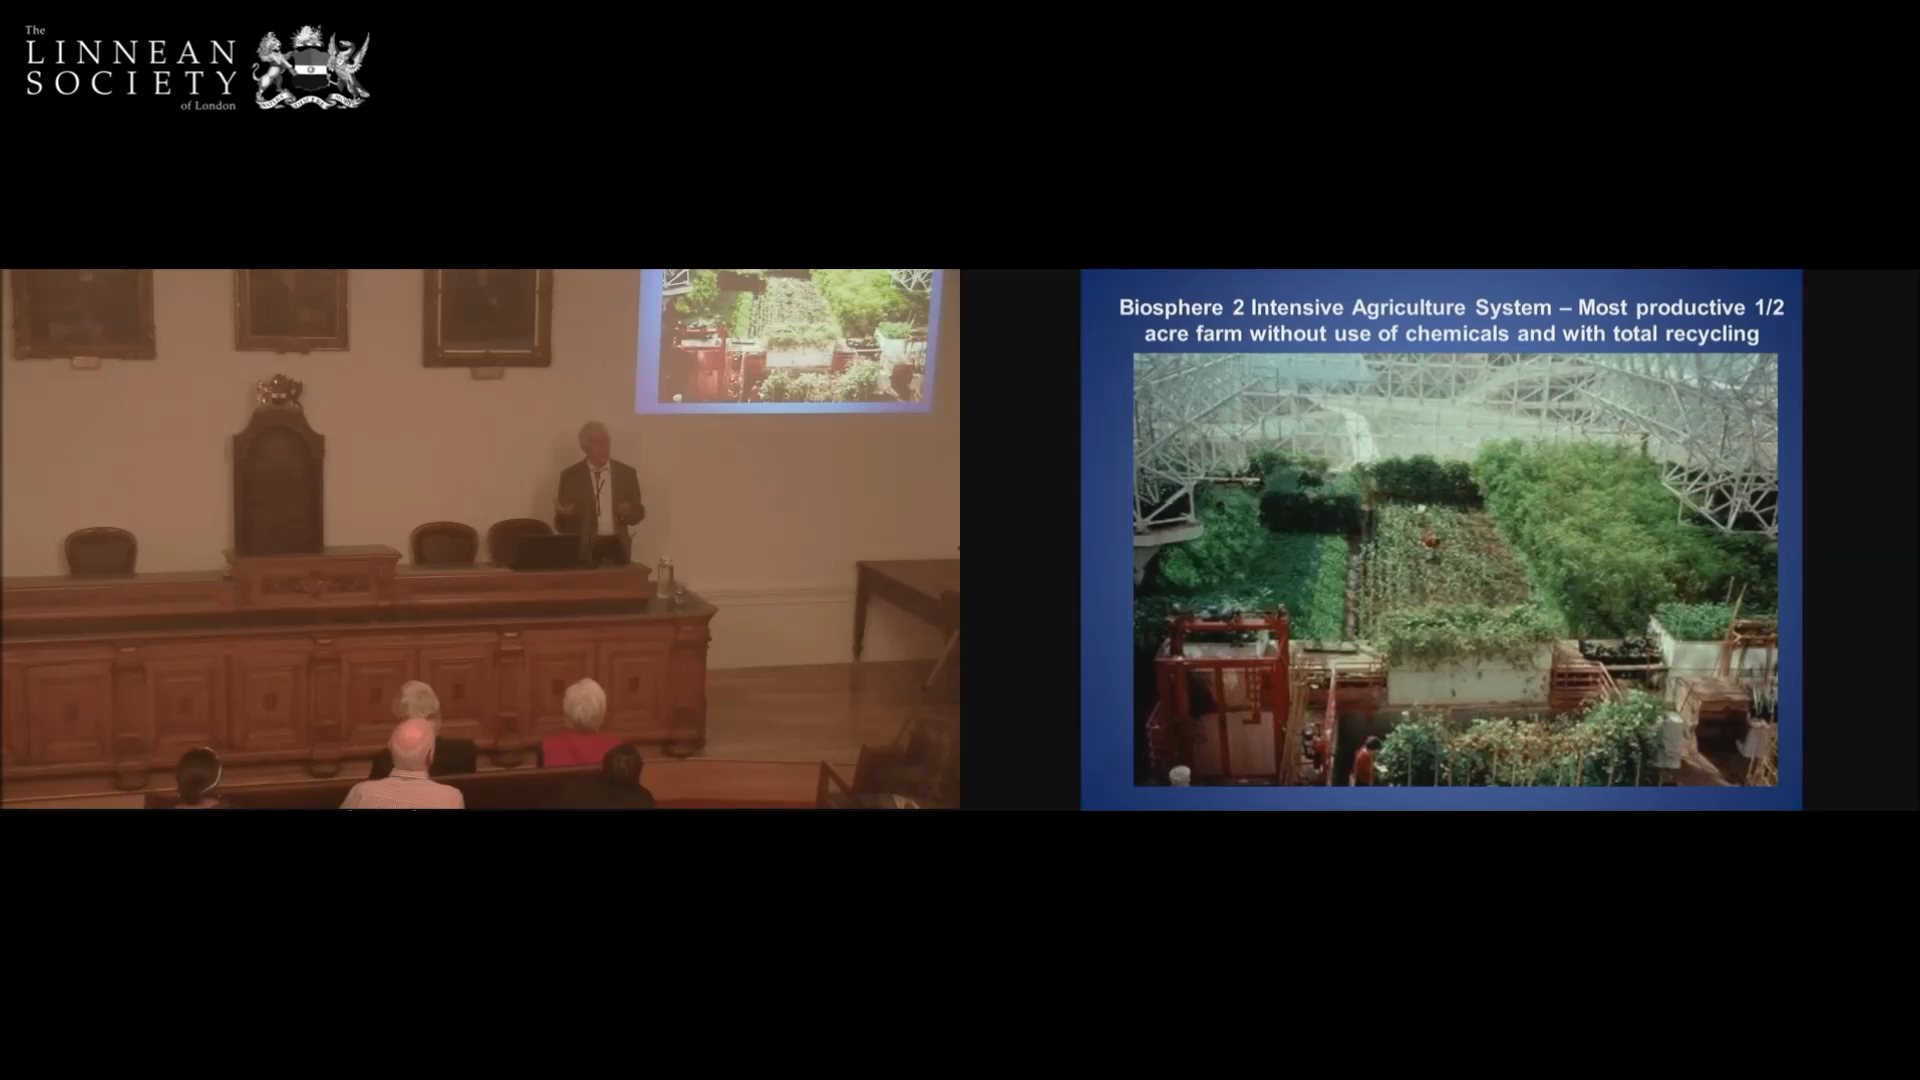 The
LINNEAN
SOCIETY
of London
Biosphere 2 Intensive Agriculture System – Most productive 1/2
acre farm without use of chemicals and with total recycling